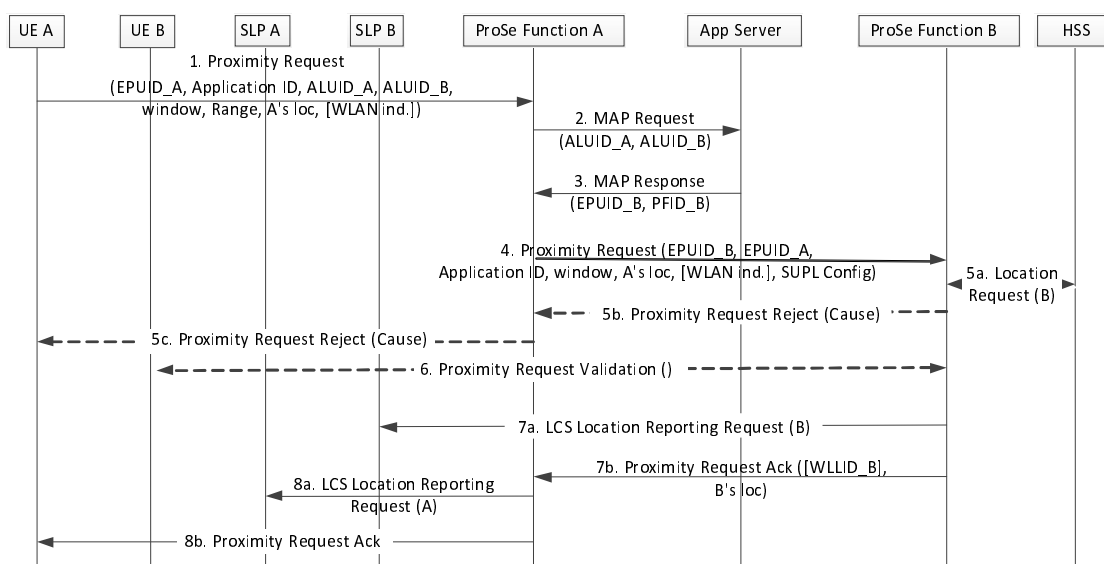 UE A
UE B
SLP A
SLP B
ProSe Function A
App Server
ProSe Function B
HSS
1. Proximity Request
(EPUID_A, Application ID, ALUID_A, ALUID_B,
window, Range, A's loc, [WLAN ind.])
2. MAP Request
(ALUID_A, ALUID_B)
3. MAP Response
(EPUID_B, PFID_B)
4. Proximity Request (EPUID_B, EPUID_A,
Application ID, window, A's loc, [WLAN ind.], SUPL Config)
5a. Location
Request (B)
5b. Proximity Request Reject (Cause)
5c. Proximity Request Reject (Cause)
6. Proximity Request Validation ()
7a. LCS Location Reporting Request (B)
7b. Proximity Request Ack ([WLLID_B],
B's loc)
8a. LCS Location Reporting
Request (A)
8b. Proximity Request Ack